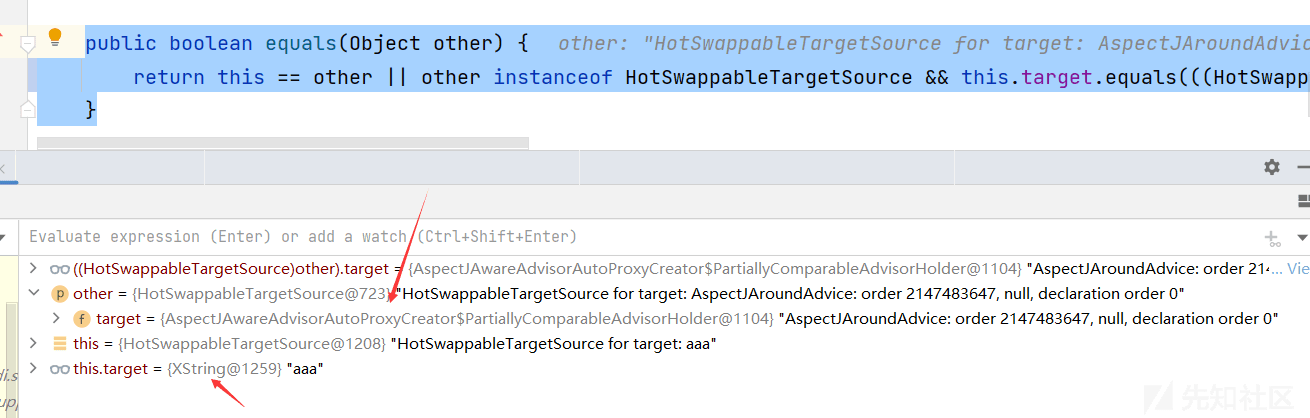 public boolean equals(Object other) { other: "HotSwappableTargetSource for target: AspectJAroundAdvic
return this == other || other instanceof HotSwappableTargetSource && this.target.equals(((HotSwapp
}
Evaluate expression (Enter) or add a watch (Ctrl+Shift+Enter)
((HotSwappableTargetSource)other).target = {AspectJAwareAdvisorAutoProxyCreator$PartiallyComparableAdvisorHolder@1104} "AspectJAroundAdvice: order 214 ... View
p other = {HotSwappableTargetSource@723} "HotSwappableTargetSource for target: AspectJAroundAdvice: order 2147483647, null, declaration order 0"
f target = {AspectJAwareAdvisorAutoProxyCreator$PartiallyComparableAdvisorHolder@1104} "AspectJAroundAdvice: order 2147483647, null, declaration order 0"
this = {HotSwappableTargetSource@1208} "HotSwappableTargetSource for target: aaa"
this.target = {XString@1259} "aaa"
di.s
upp
先知社区